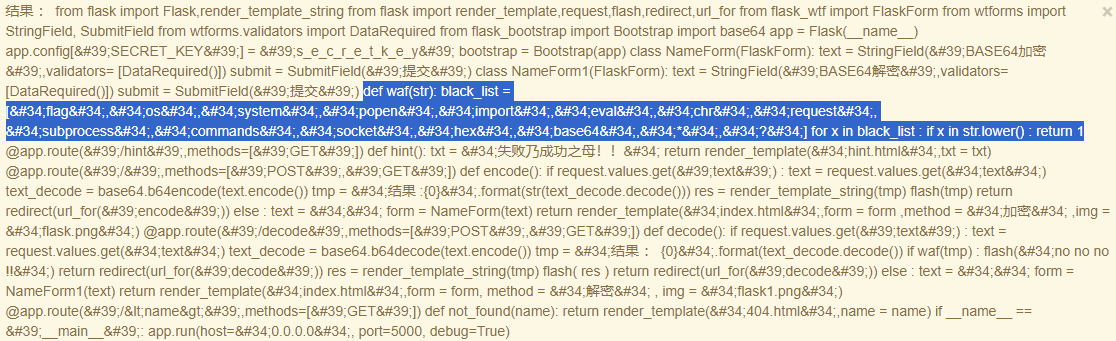 结果 ： from flask import Flask,render_template_string from flask import render_template,request,flash,redirect,url_for from flask_wtf import FlaskForm from wtforms import
StringField, SubmitField from wtforms.validators import DataRequired from flask_bootstrap import Bootstrap import base64 app = Flask(__name__)
app.config[&#39;SECRET_KEY&#39;] = &#39;s_e_c_r_e_t_k_e_y&#39; bootstrap = Bootstrap(app) class NameForm(FlaskForm): text = StringField(&#39;BASE64加密
&#39;,validators= [DataRequired()]) submit = SubmitField(&#39;提交&#39;) class NameForm1(FlaskForm): text = StringField(&#39;BASE64解密&#39;,validators=
[DataRequired()]) submit = SubmitField(&#39;提交&#39;) def waf(str): black_list =
[&#34;flag&#34;,&#34;os&#34;,&#34;system&#34;,&#34;popen&#34;,&#34;import&#34;,&#34;eval&#34;,&#34;chr&#34;,&#34;request&#34;,
&#34;subprocess&#34;,&#34;commands&#34;,&#34;socket&#34;,&#34;hex&#34;,&#34;base64&#34;,&#34;*&#34;,&#34;?&#34;] for x in black_list : if x in str.lower() : return 1
@app.route(&#39;/hint&#39;,methods=[&#39;GET&#39;]) def hint(): txt = &#34;失败乃成功之母！！&#34; return render_template(&#34;hint.html&#34;,txt = txt)
@app.route(&#39;/&#39;,methods=[&#39;POST&#39;,&#39;GET&#39;]) def encode(): if request.values.get(&#39;text&#39;) : text = request.values.get(&#34;text&#34;)
text_decode = base64.b64encode(text.encode()) tmp = &#34;结果 :{0}&#34;.format(str(text_decode.decode())) res = render_template_string(tmp) flash(tmp) return
redirect(url_for(&#39;encode&#39;)) else : text = &#34;&#34; form = NameForm(text) return render_template(&#34;index.html&#34;,form = form ,method = &#34;加密&#34; ,img =
&#34;flask.png&#34;) @app.route(&#39;/decode&#39;,methods=[&#39;POST&#39;,&#39;GET&#39;]) def decode(): if request.values.get(&#39;text&#39;) : text =
request.values.get(&#34;text&#34;) text_decode = base64.b64decode(text.encode()) tmp = &#34;结果 ： {0}&#34;.format(text_decode.decode()) if waf(tmp) : flash(&#34;no no no
!!&#34;) return redirect(url_for(&#39;decode&#39;)) res = render_template_string(tmp) flash( res ) return redirect(url_for(&#39;decode&#39;)) else : text = &#34;&#34; form =
NameForm1(text) return render_template(&#34;index.html&#34;,form = form, method = &#34;解密&#34; , img = &#34;flask1.png&#34;)
@app.route(&#39;/&lt;name&gt;&#39;,methods=[&#39;GET&#39;]) def not_found(name): return render_template(&#34;404.html&#34;,name = name) if __name__ ==
&#39;__main__&#39;: app.run(host=&#34;0.0.0.0&#34;, port=5000, debug=True)